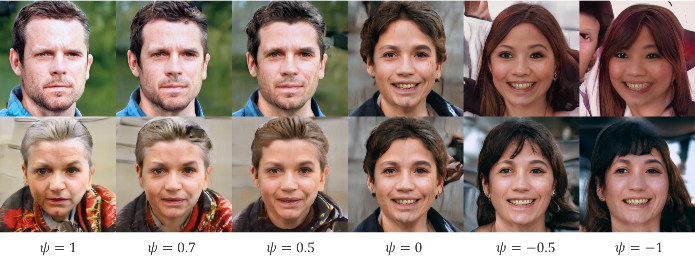 ψ = 1 ψ = 0.7 ψ = 0.5 ψ = 0 ψ = −0.5 ψ = −1